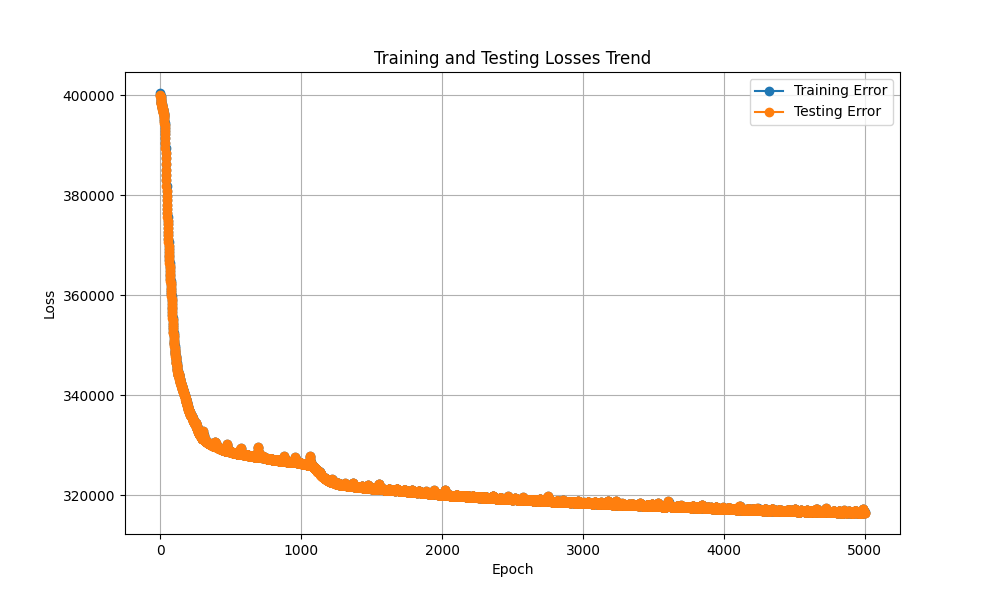 Training and Testing Losses Trend
Training Error
Testing Error
400000
380000
360000
340000
320000
Loss
0
1000
2000
3000
4000
5000
Epoch